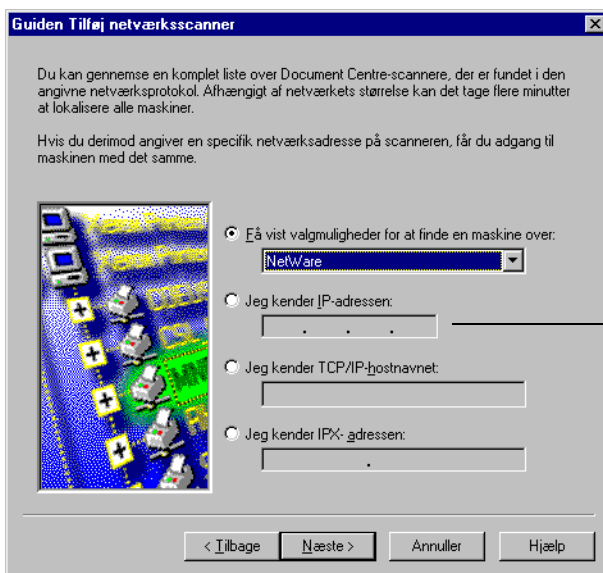 Guiden Tilføj netværksscanner
Du kan gennemse en komplet liste over Document Centre-scannere, der er fundet i den
angivne netværksprotokol. Afhængigt af netværkets størrelse kan det tage flere minutter
at lokalisere alle maskiner.
Hvis du derimod angiver en specifik netværksadresse på scanneren, får du adgang til
maskinen med det samme.
Få vist valgmuligheder for at finde en maskine over:
NetWare
Jeg kender IP-adressen:
. . .
Jeg kender TCP/IP-hostnavnet:
Jeg kender IPX- adressen:
.
< Tilbage Næste > Annuller Hjælp